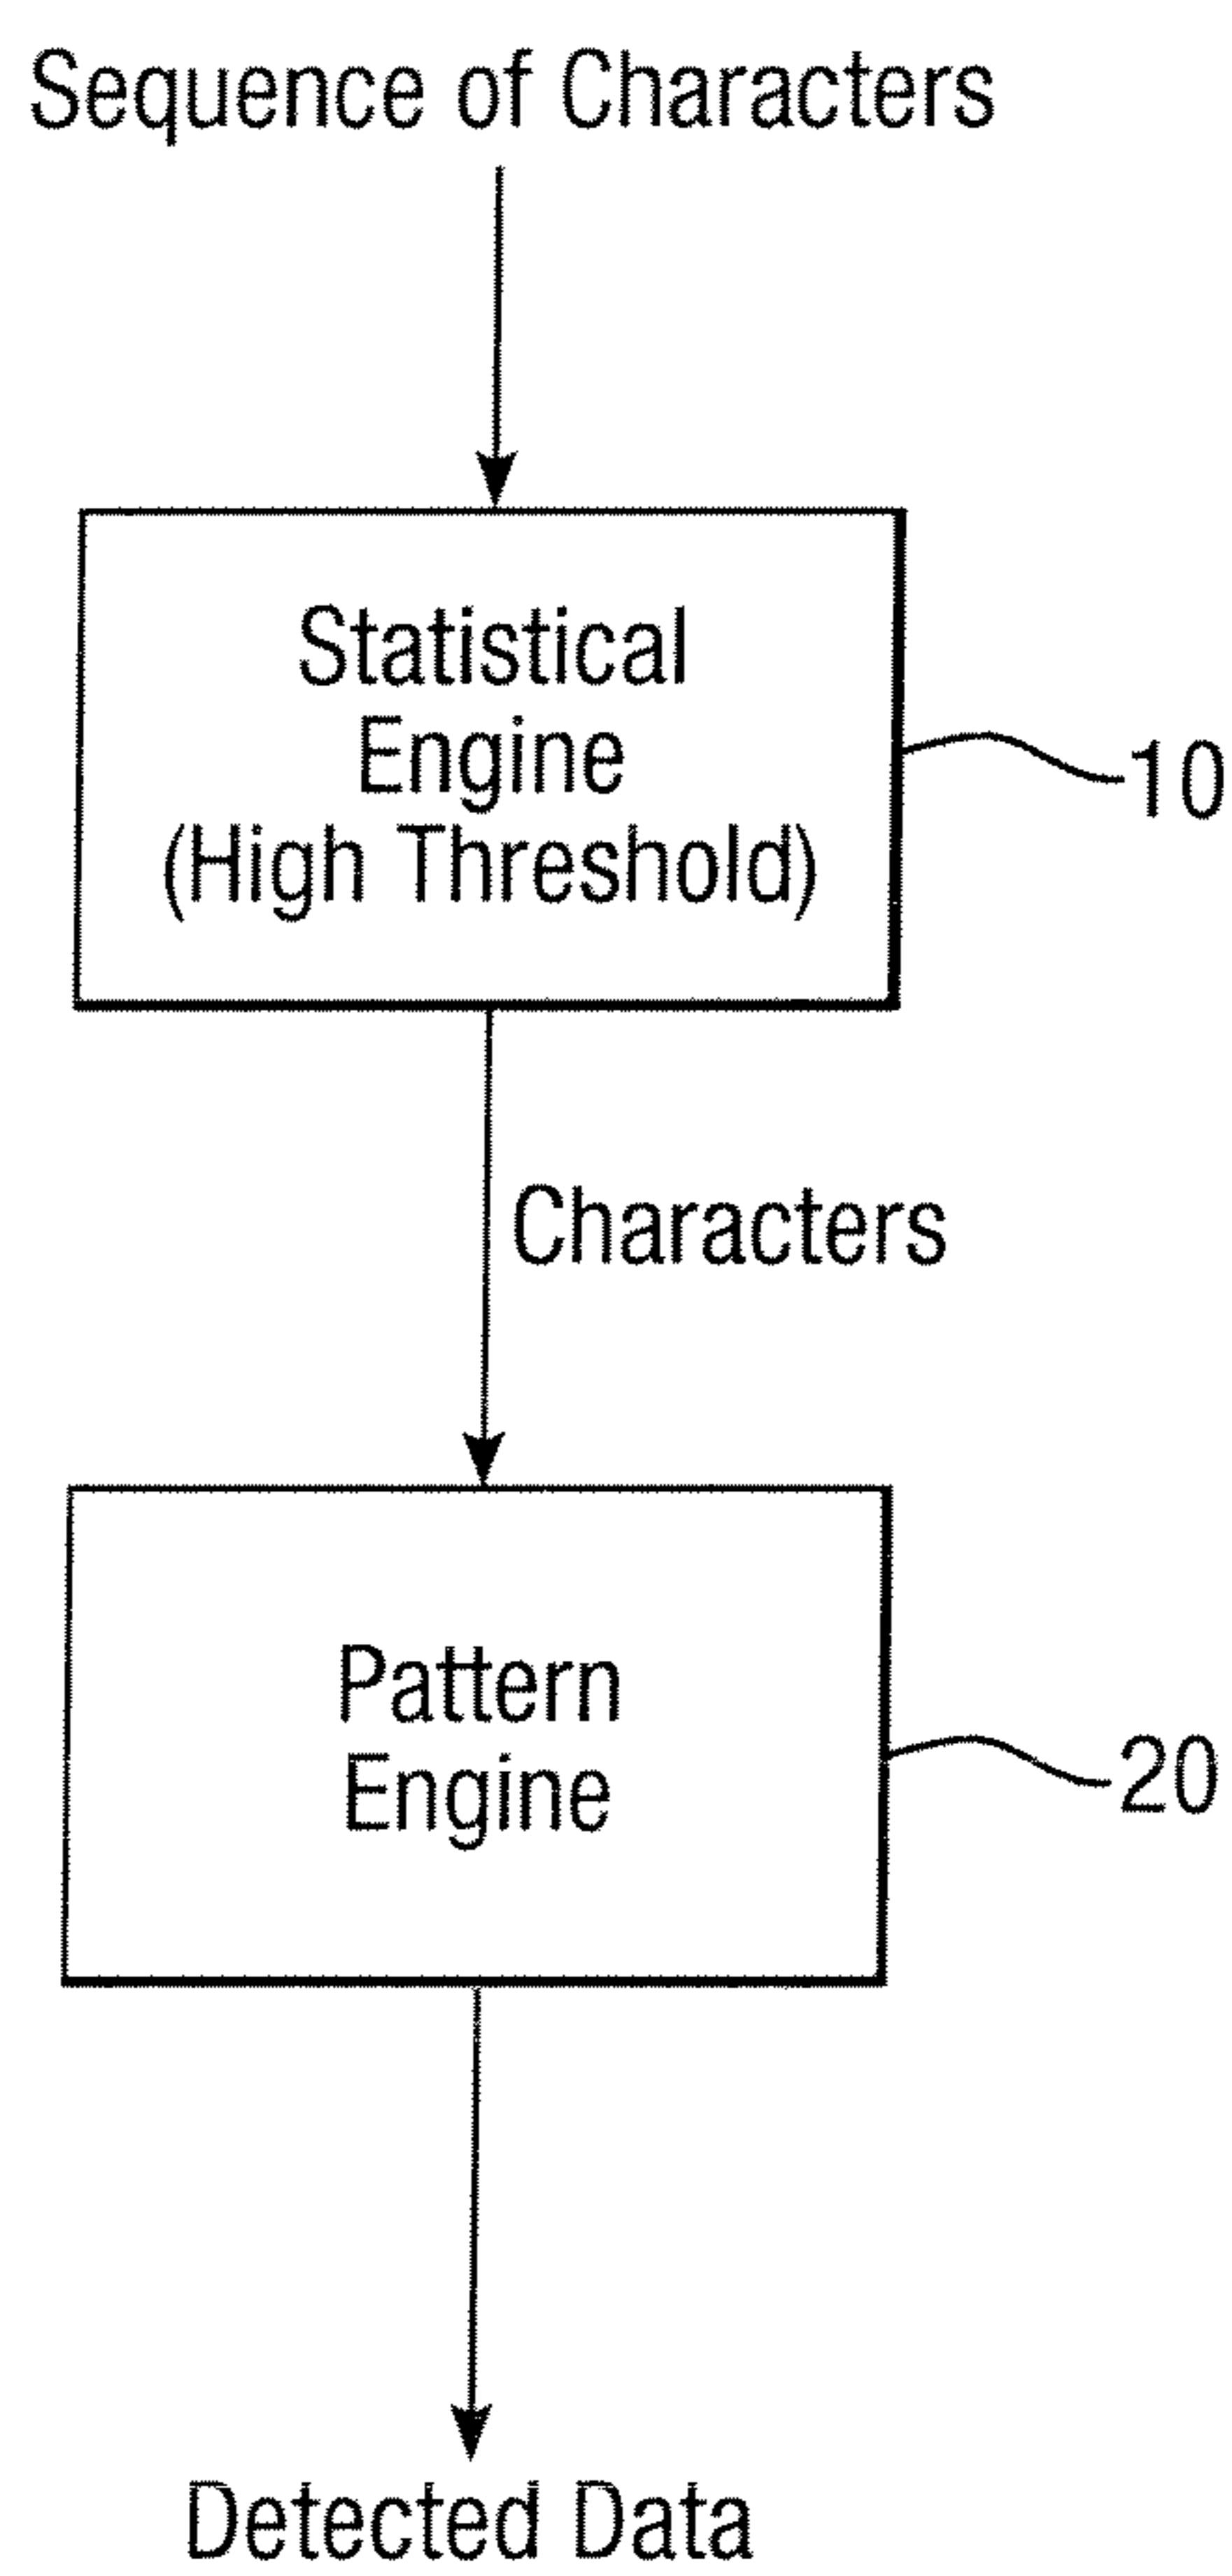 Sequence of Characters
Statistical
Engine
(High Threshold)
10
Characters
Pattern
Engine
20
Detected Data